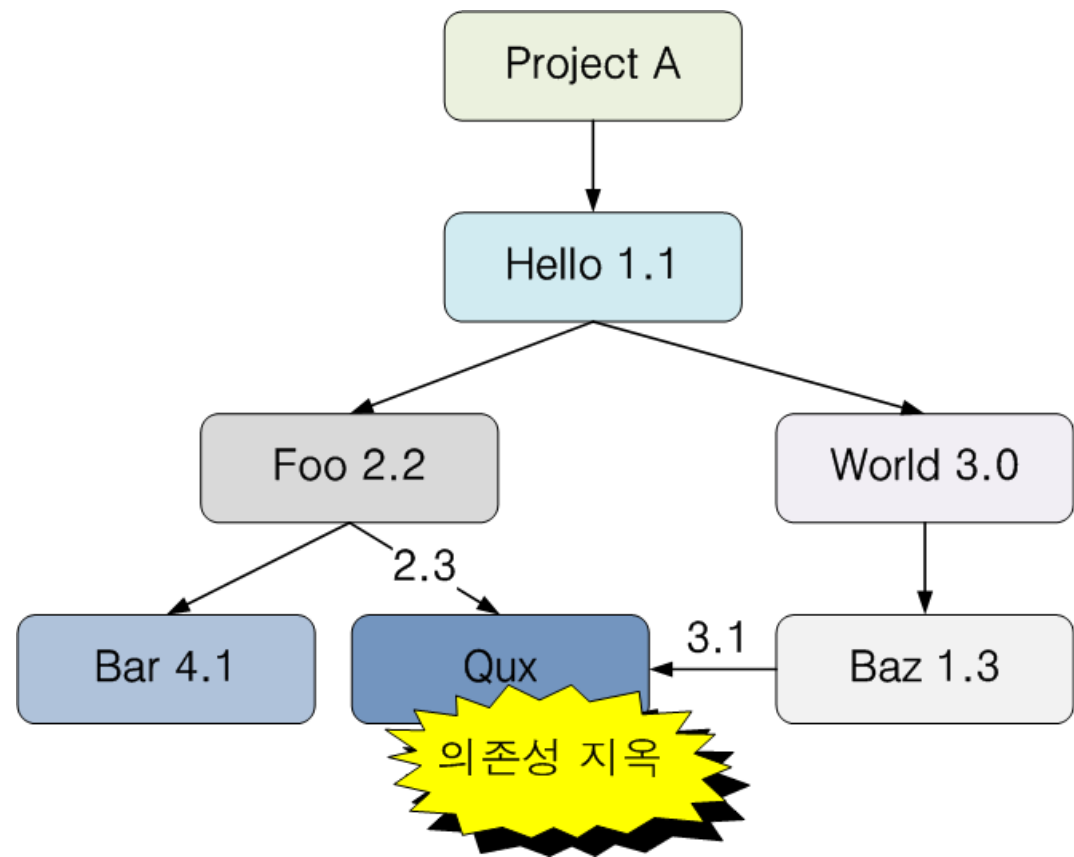 Project A
Hello 1.1
Foo 2.2
World 3.0
2.3
Bar 4.1
Qux
3.1
Baz 1.3
의존성 지옥